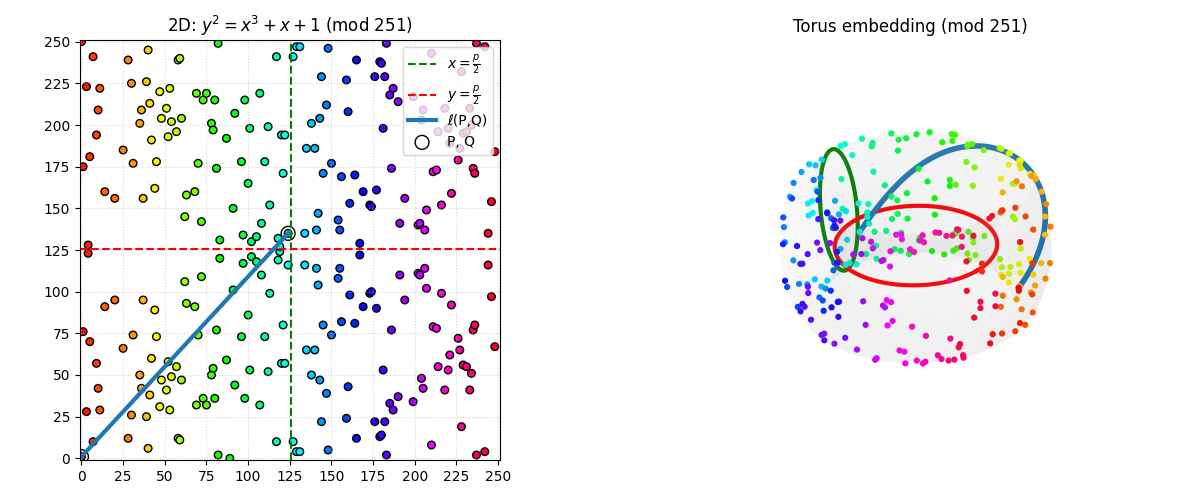 2D: y² = x³ + x + 1 (mod 251)
Torus embedding (mod 251)
250
225
200
175
150
125
100
75
50
25
0
x = p/2
y = p/2
ℓ(P,Q)
P, Q
0 25 50 75 100 125 150 175 200 225 250